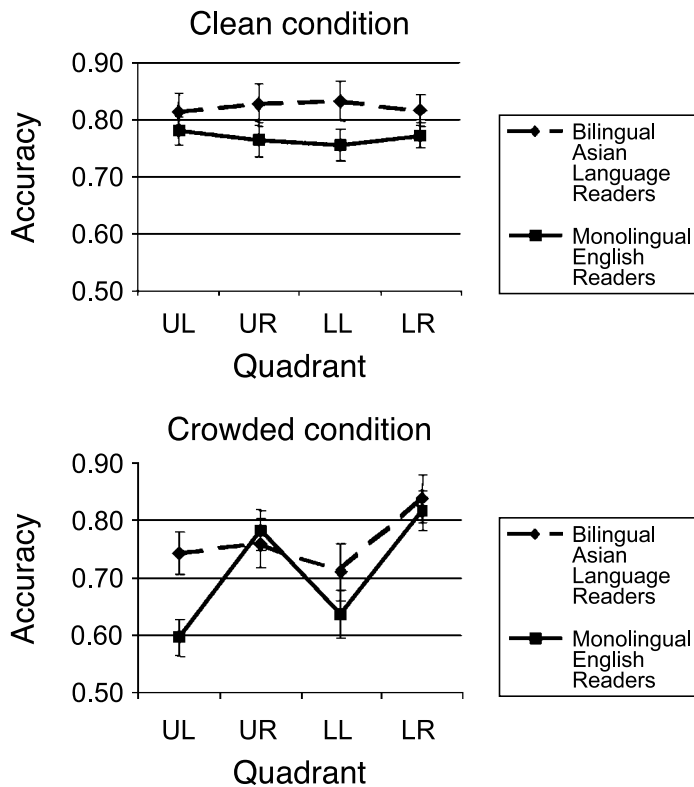 Clean condition
0.90
0.80
0.70
0.60
0.50
Accuracy
UL UR LL LR
Quadrant
Bilingual
Asian
Language
Readers
Monolingual
English
Readers
Crowded condition
0.90
0.80
0.70
0.60
0.50
Accuracy
UL UR LL LR
Quadrant
Bilingual
Asian
Language
Readers
Monolingual
English
Readers